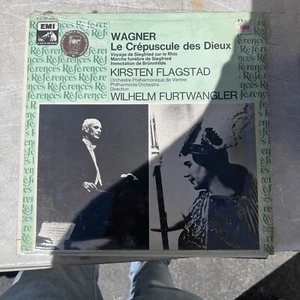 EMI
WAGNER
Le Crépuscule des Dieux
Voyage de Siegfried sur le Rhin
Marche funèbre de Siegfried
Immolation de Brünnhilde
KIRSTEN FLAGSTAD
Orchestre Philharmonique de Vienne
Philharmonia Orchestra
Direction
WILHELM FURTWANGLER
Références